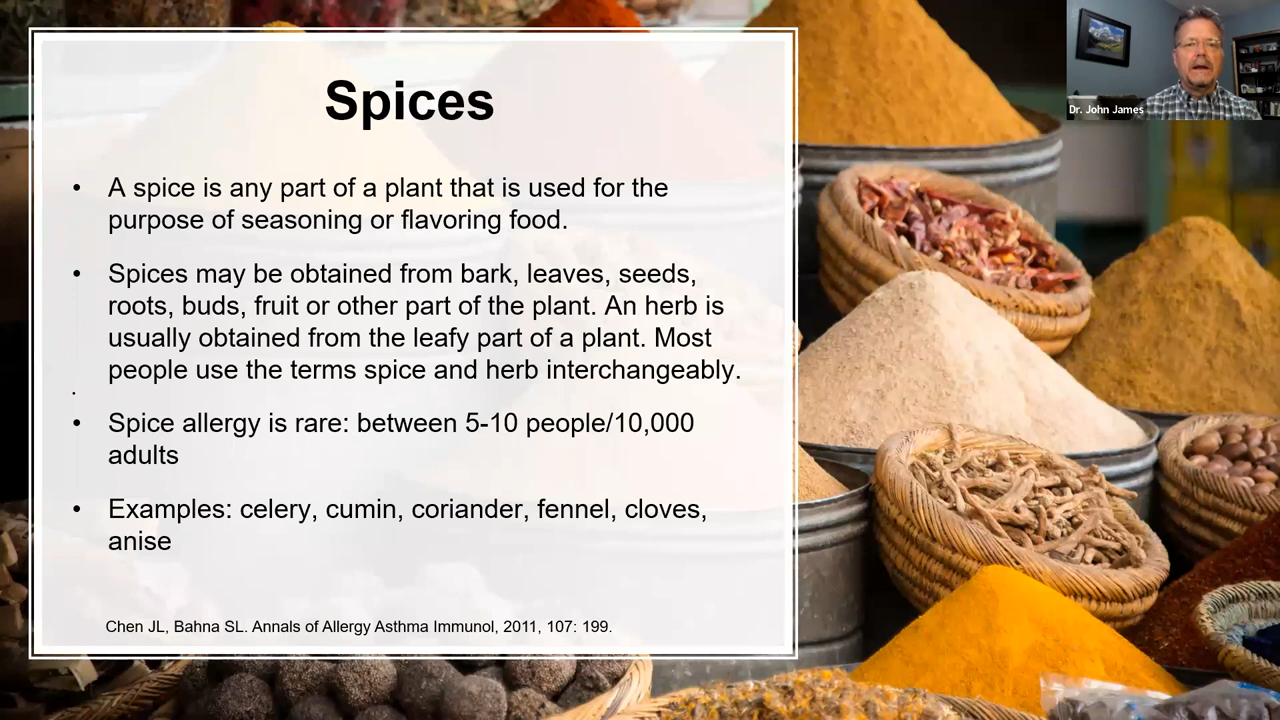 Spices
• A spice is any part of a plant that is used for the
purpose of seasoning or flavoring food.
• Spices may be obtained from bark, leaves, seeds,
roots, buds, fruit or other part of the plant. An herb is
usually obtained from the leafy part of a plant. Most
people use the terms spice and herb interchangeably.
• Spice allergy is rare: between 5-10 people/10,000
adults
• Examples: celery, cumin, coriander, fennel, cloves,
anise
Chen JL, Bahna SL. Annals of Allergy Asthma Immunol, 2011, 107: 199.
Dr. John James